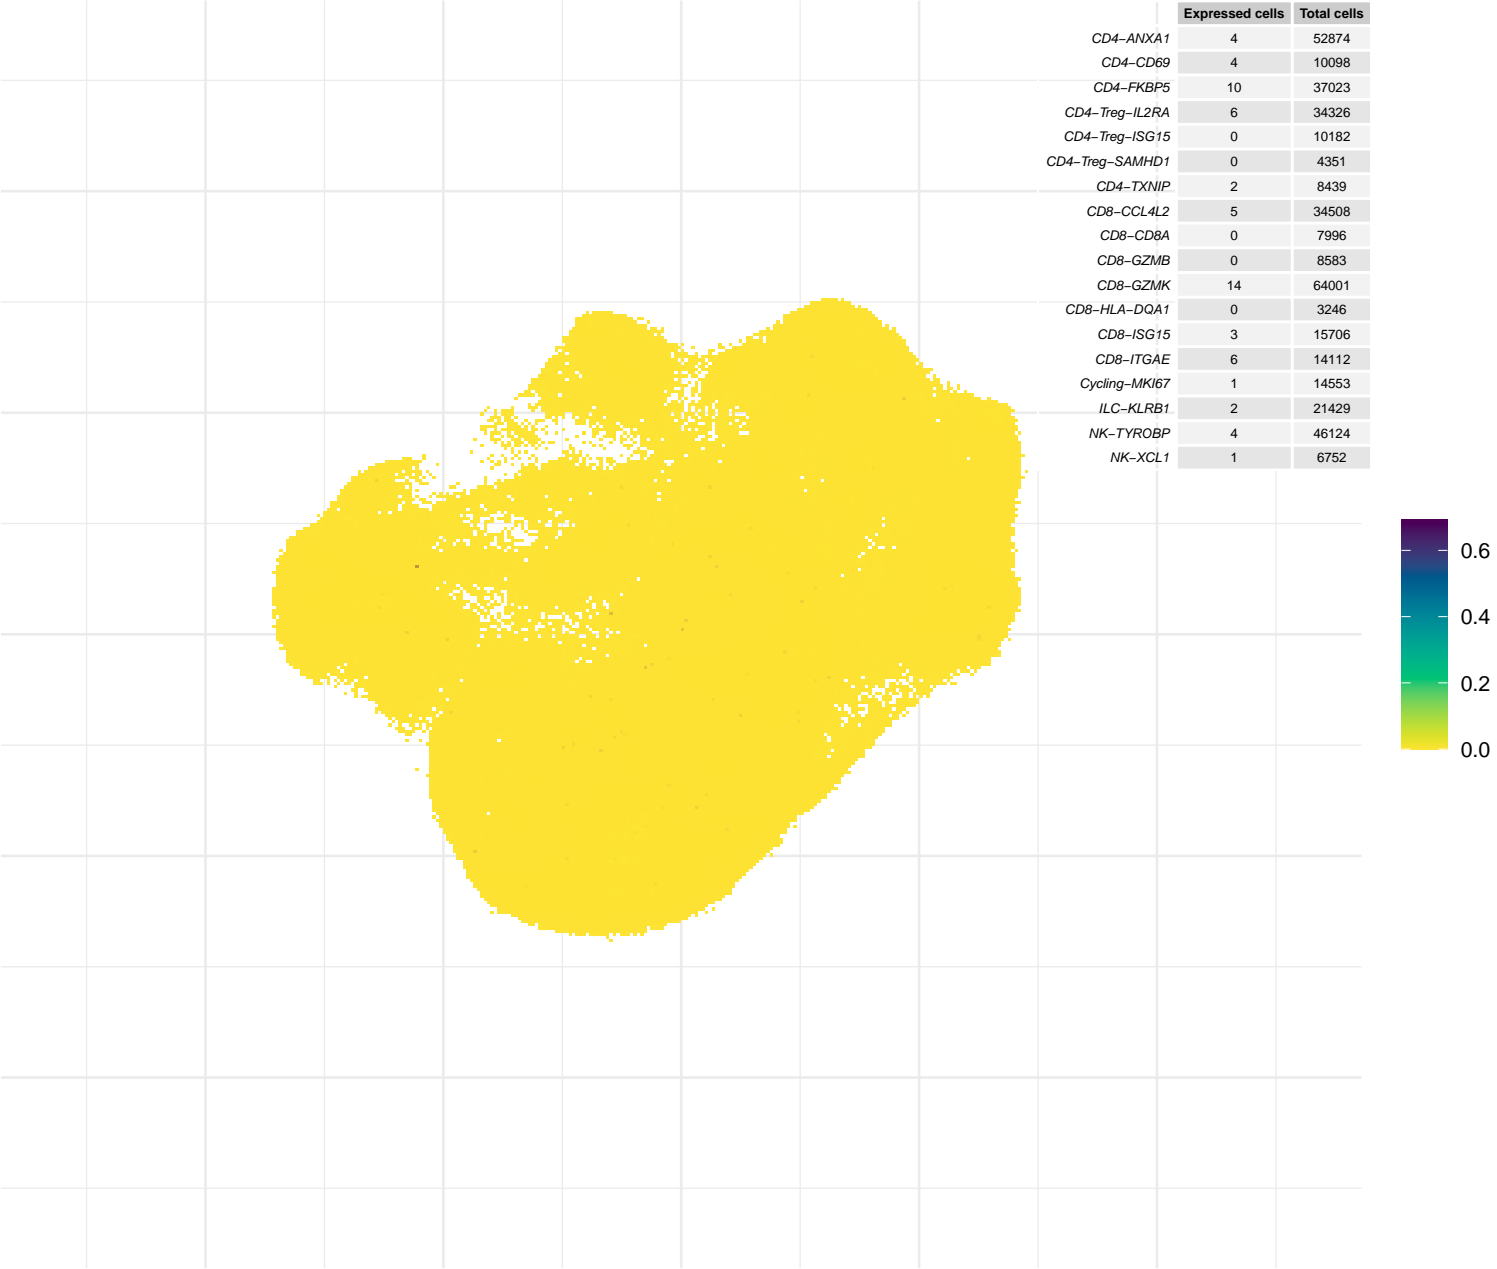 Expressed cells Total cells
CD4−ANXA1 4 52874
CD4−CD69 4 10098
CD4−FKBP5 10 37023
CD4−Treg−IL2RA 6 34326
CD4−Treg−ISG15 0 10182
CD4−Treg−SAMHD1 0 4351
CD4−TXNIP 2 8439
CD8−CCL4L2 5 34508
CD8−CD8A 0 7996
CD8−GZMB 0 8583
CD8−GZMK 14 64001
CD8−HLA−DQA1 0 3246
CD8−ISG15 3 15706
CD8−ITGAE 6 14112
Cycling−MKI67 1 14553
ILC−KLRB1 2 21429
NK−TYROBP 4 46124
NK−XCL1 1 6752
0.6
0.4
0.2
0.0